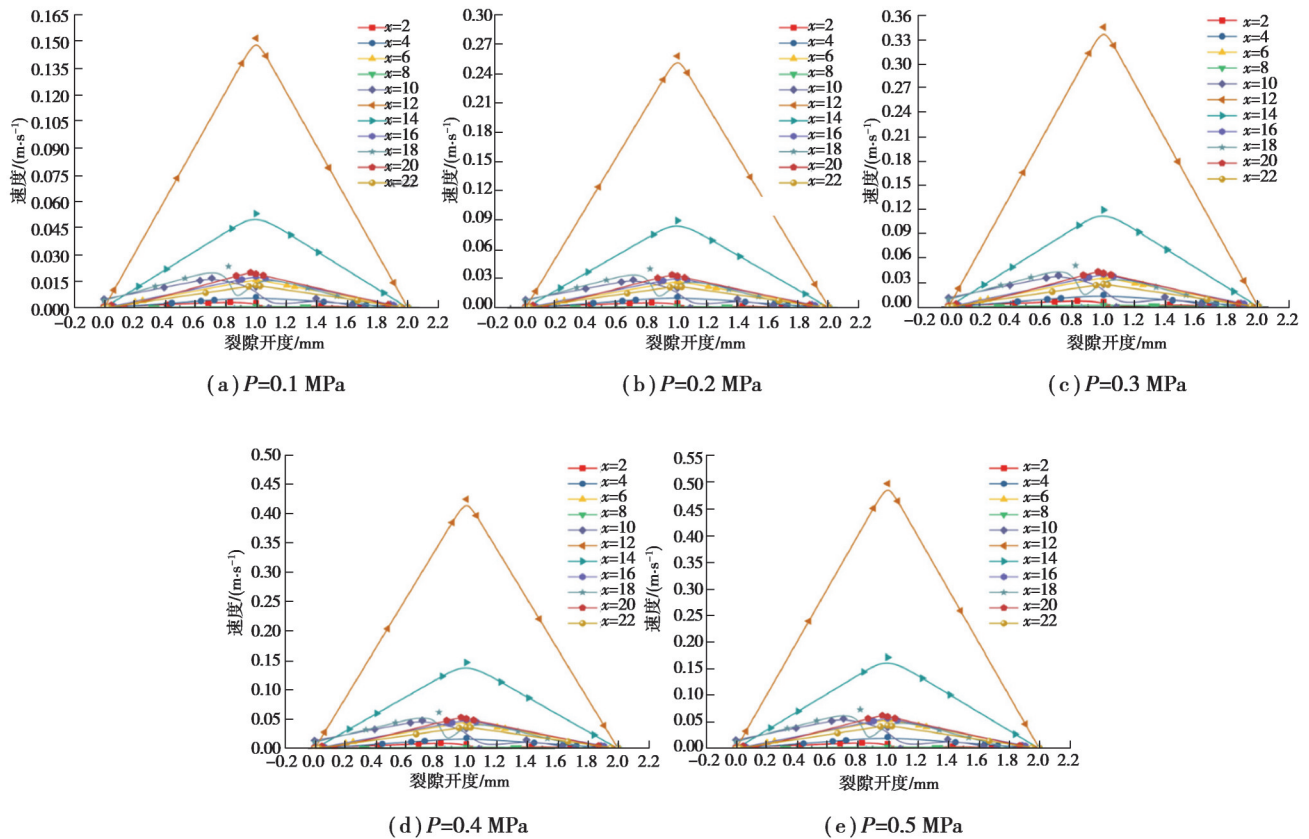 0.165
0.150
0.135
0.120
0.105
0.090
0.075
0.060
0.045
0.030
0.015
0.000
速度/(m·s⁻¹)
−0.2 0.0 0.2 0.4 0.6 0.8 1.0 1.2 1.4 1.6 1.8 2.0 2.2
裂隙开度/mm
x=2
x=4
x=6
x=8
x=10
x=12
x=14
x=16
x=18
x=20
x=22
(a) P=0.1 MPa
0.30
0.27
0.24
0.21
0.18
0.15
0.12
0.09
0.06
0.03
0.00
速度/(m·s⁻¹)
−0.2 0.0 0.2 0.4 0.6 0.8 1.0 1.2 1.4 1.6 1.8 2.0 2.2
裂隙开度/mm
x=2
x=4
x=6
x=8
x=10
x=12
x=14
x=16
x=18
x=20
x=22
(b) P=0.2 MPa
0.36
0.33
0.30
0.27
0.24
0.21
0.18
0.15
0.12
0.09
0.06
0.03
0.00
速度/(m·s⁻¹)
−0.2 0.0 0.2 0.4 0.6 0.8 1.0 1.2 1.4 1.6 1.8 2.0 2.2
裂隙开度/mm
x=2
x=4
x=6
x=8
x=10
x=12
x=14
x=16
x=18
x=20
x=22
(c) P=0.3 MPa
0.50
0.45
0.40
0.35
0.30
0.25
0.20
0.15
0.10
0.05
0.00
速度/(m·s⁻¹)
−0.2 0.0 0.2 0.4 0.6 0.8 1.0 1.2 1.4 1.6 1.8 2.0 2.2
裂隙开度/mm
x=2
x=4
x=6
x=8
x=10
x=12
x=14
x=16
x=18
x=20
x=22
(d) P=0.4 MPa
0.55
0.50
0.45
0.40
0.35
0.30
0.25
0.20
0.15
0.10
0.05
0.00
速度/(m·s⁻¹)
−0.2 0.0 0.2 0.4 0.6 0.8 1.0 1.2 1.4 1.6 1.8 2.0 2.2
裂隙开度/mm
x=2
x=4
x=6
x=8
x=10
x=12
x=14
x=16
x=18
x=20
x=22
(e) P=0.5 MPa